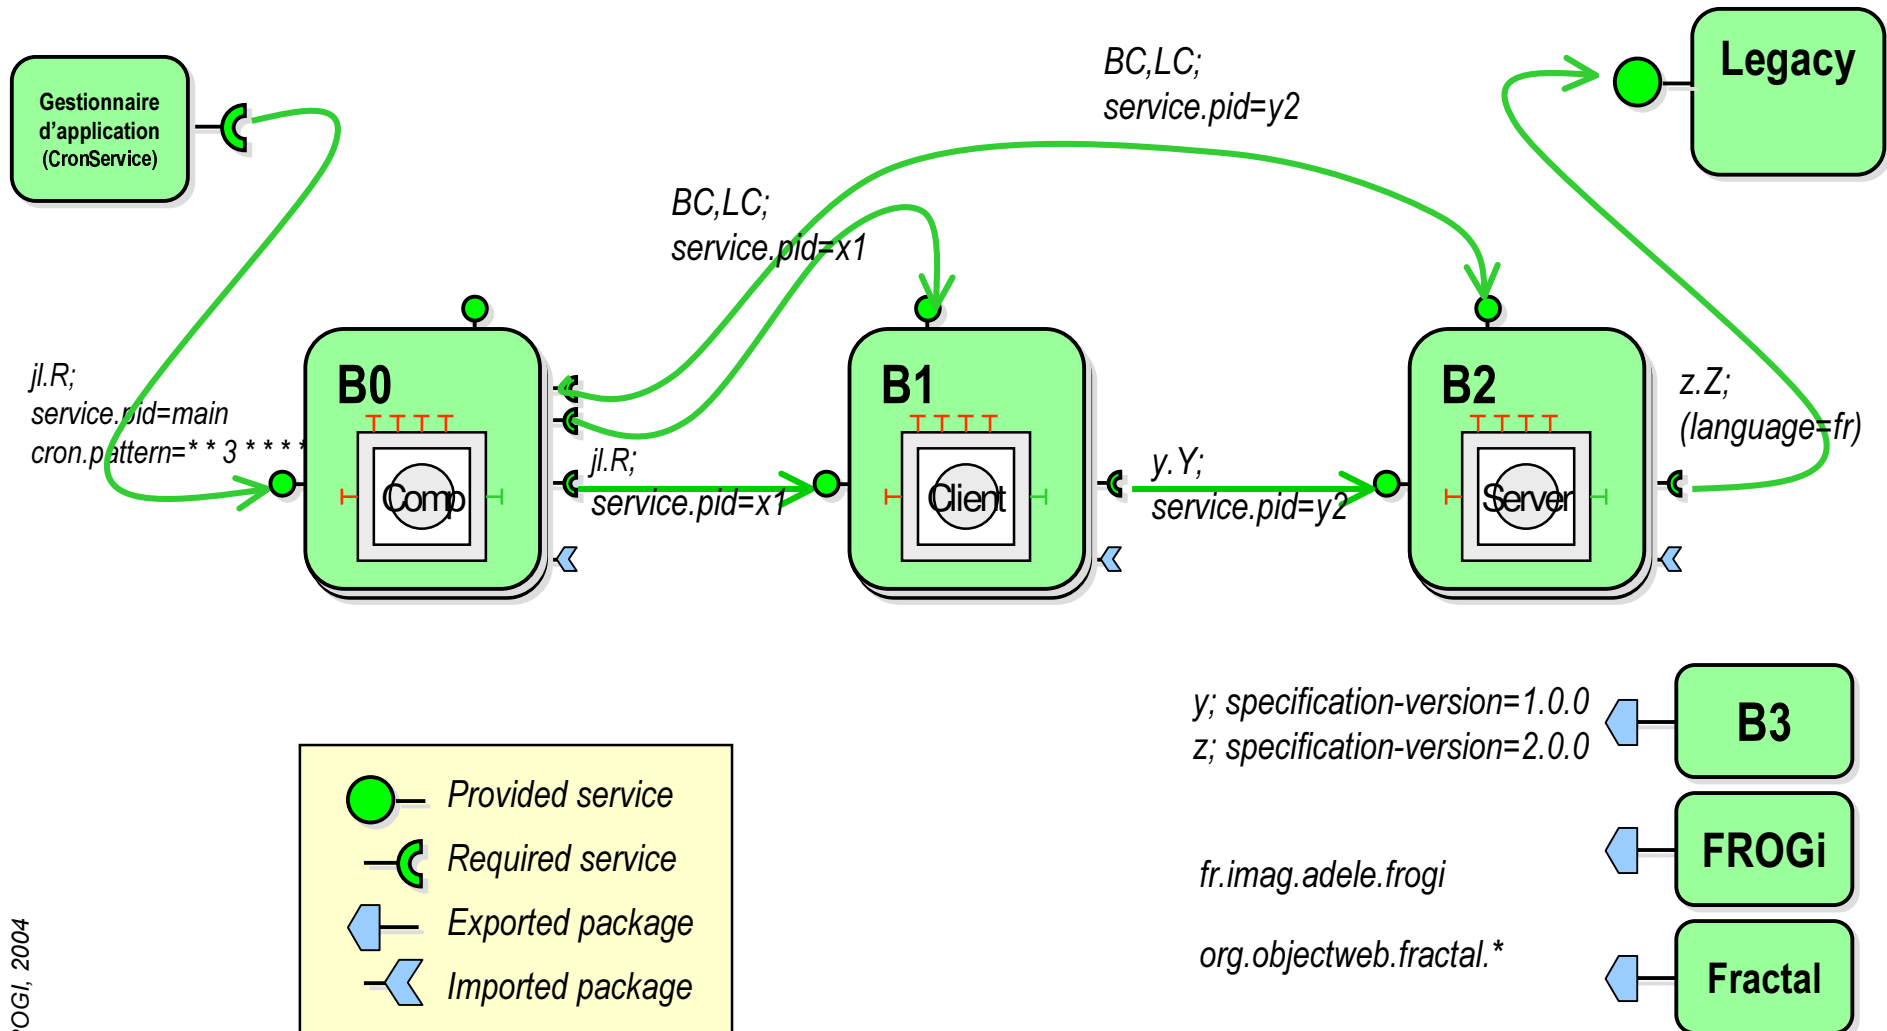 Gestionnaire
d'application
(CronService)
BC,LC;
service.pid=y2
Legacy
BC,LC;
service.pid=x1
jl.R;
service.pid=main
cron.pattern=* * 3 * * * *
B0
Comp
jl.R;
service.pid=x1
B1
Client
y.Y;
service.pid=y2
B2
Server
z.Z;
(language=fr)
y; specification-version=1.0.0
z; specification-version=2.0.0
B3
fr.imag.adele.frogi
FROGi
org.objectweb.fractal.*
Fractal
Provided service
Required service
Exported package
Imported package
OGI, 2004